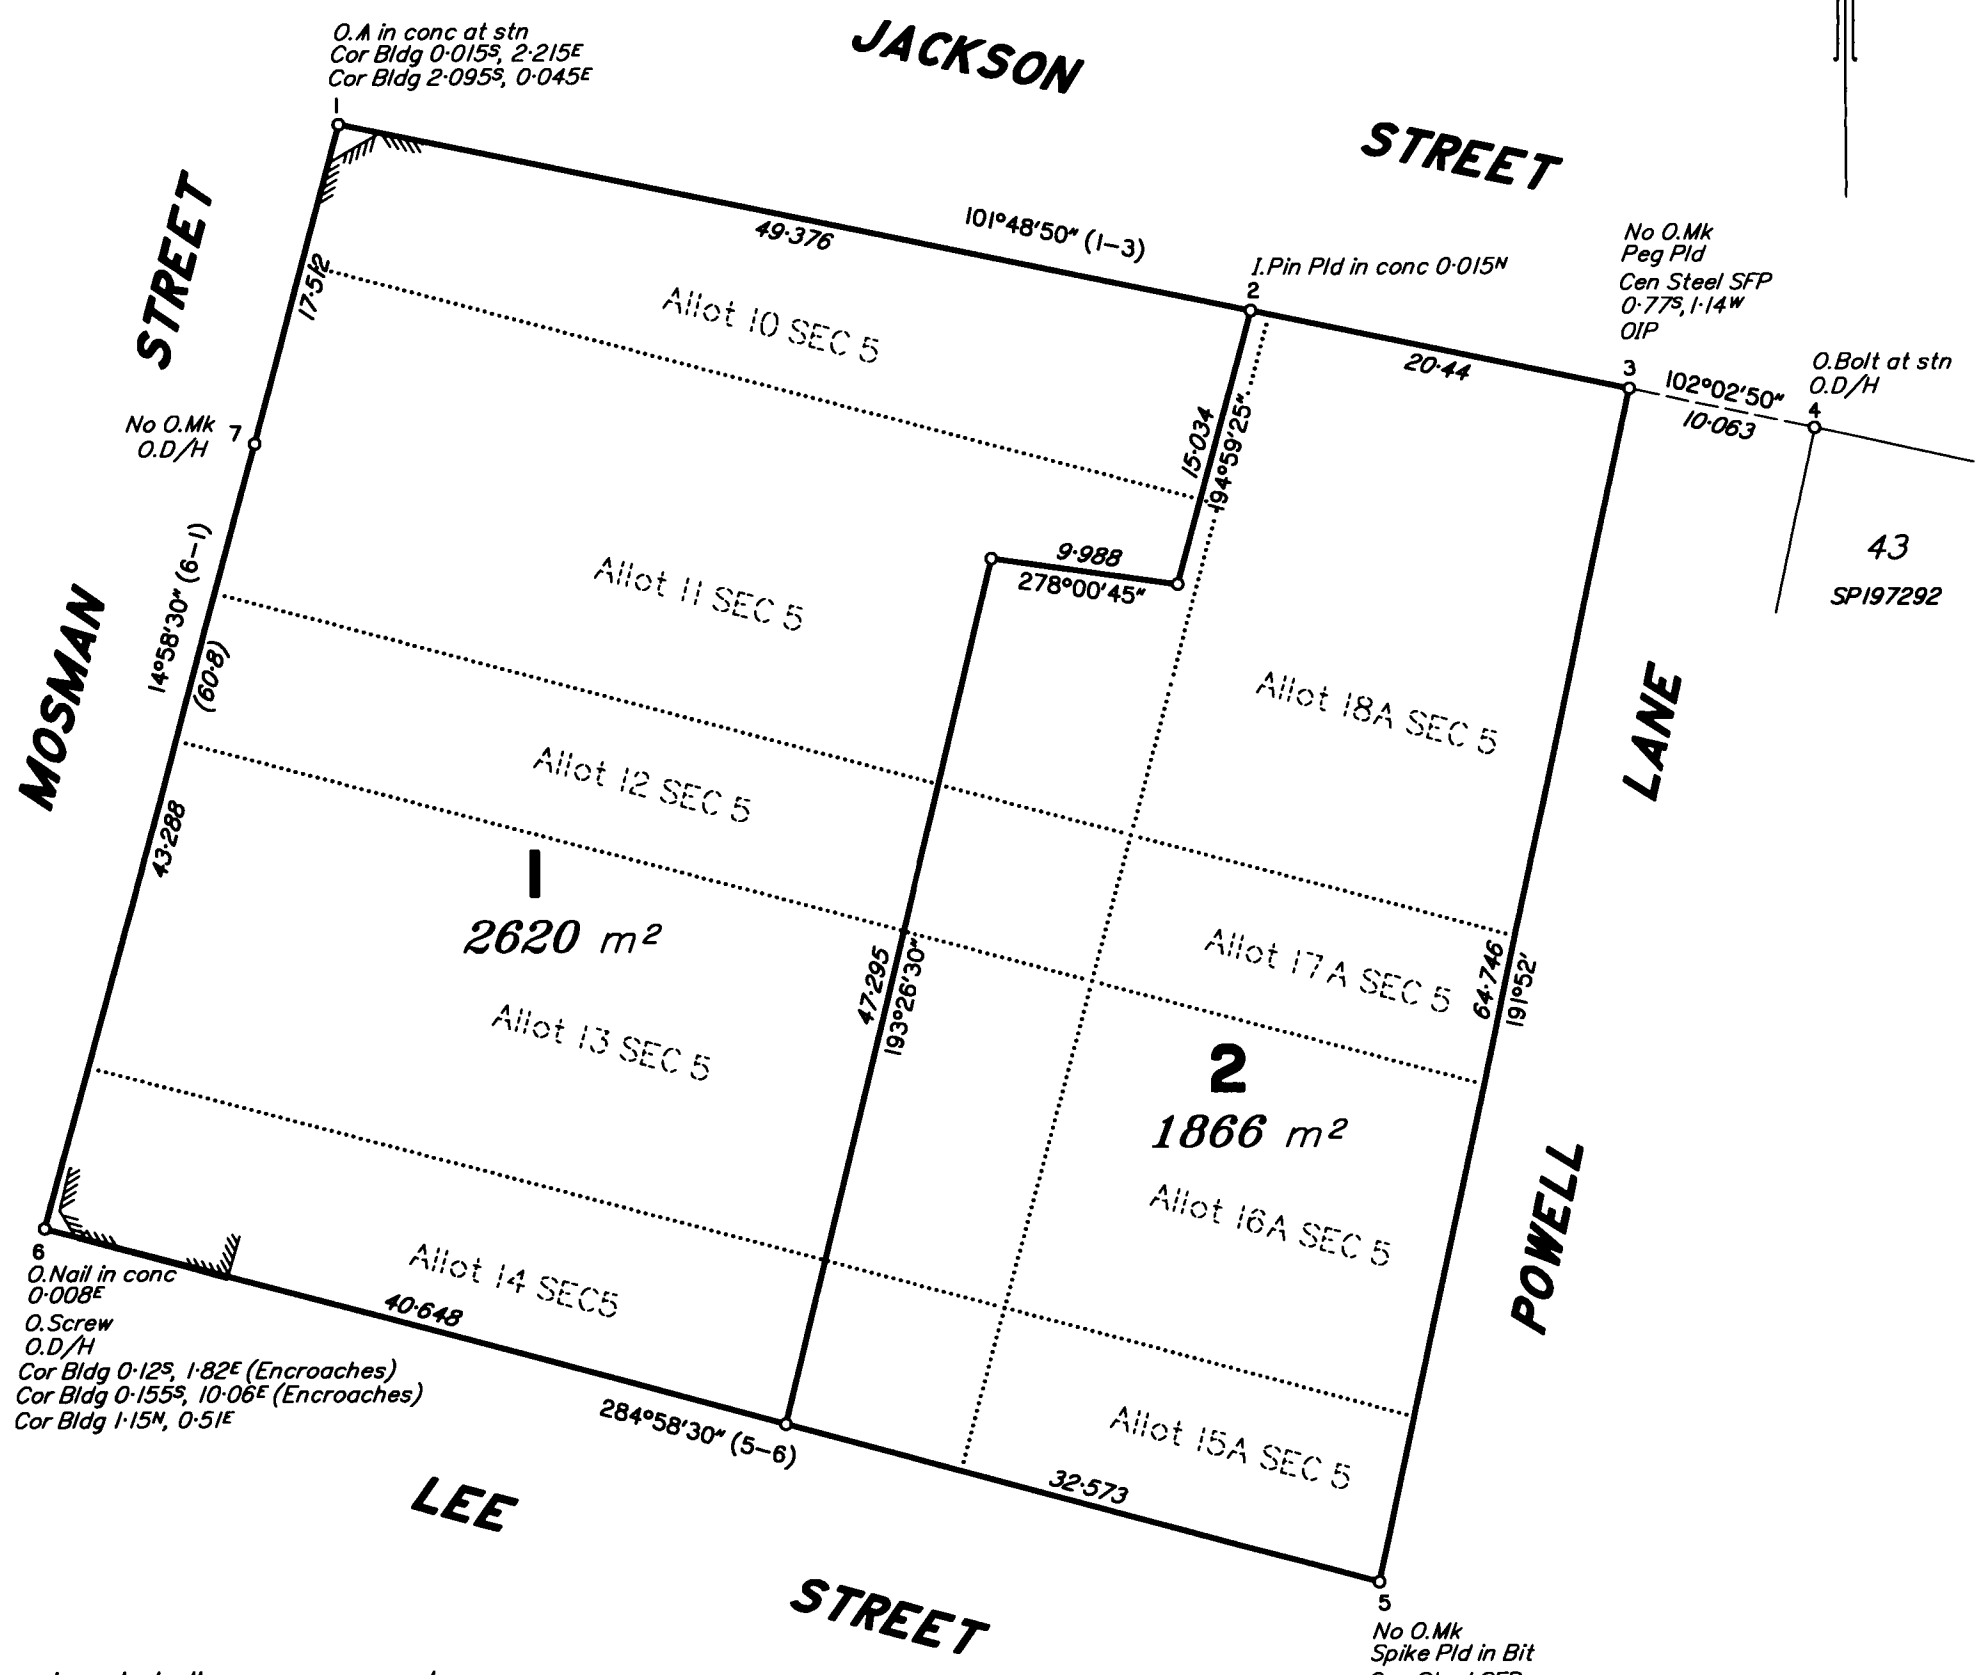 O.A in conc at stn
Cor Bldg 0·015S, 2·215E
Cor Bldg 2·095S, 0·045E
1
JACKSON
STREET
STREET
MOSMAN
49·376
101°48'50" (1–3)
I.Pin Pld in conc 0·015N
2
No O.Mk
Peg Pld
Cen Steel SFP
0·77S, 1·14W
OIP
3
20·44
102°02'50"
10·063
O.Bolt at stn
O.D/H
4
43
SP197292
17·512
Allot 10 SEC 5
15·034
194°59'25"
No O.Mk
O.D/H
7
14°58'30" (6–1)
(60·8)
9·988
278°00'45"
Allot 11 SEC 5
Allot 18A SEC 5
LANE
POWELL
Allot 12 SEC 5
43·288
1
2620 m²
Allot 17A SEC 5
64·746
191°52'
47·295
193°26'30"
Allot 13 SEC 5
2
1866 m²
Allot 16A SEC 5
Allot 14 SEC5
40·648
6
O.Nail in conc
0·008E
O.Screw
O.D/H
Cor Bldg 0·12S, 1·82E (Encroaches)
Cor Bldg 0·155S, 10·06E (Encroaches)
Cor Bldg 1·15N, 0·51E
284°58'30" (5–6)
Allot 15A SEC 5
32·573
LEE
STREET
5
No O.Mk
Spike Pld in Bit